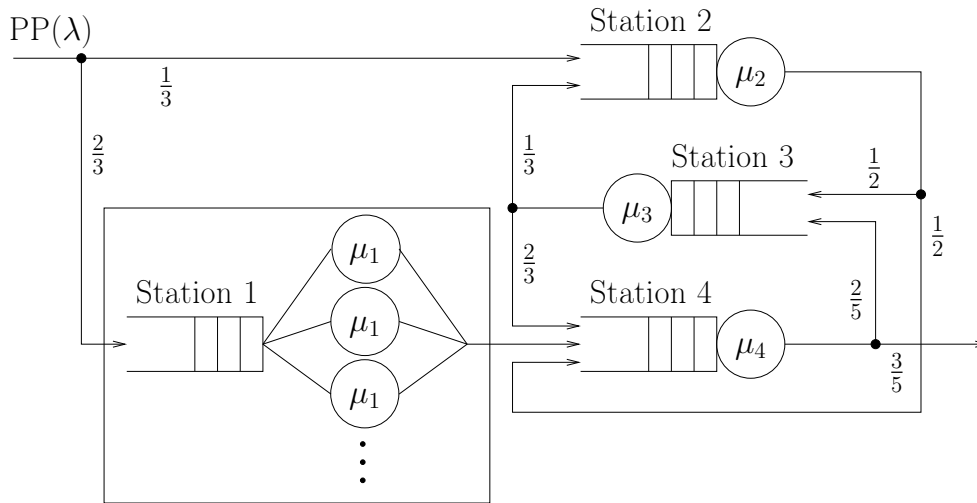 PP(λ)
Station 2
1/3
μ₂
2/3
1/3
Station 3
1/2
μ₃
1/2
2/3
μ₁
Station 1
Station 4
2/5
μ₁
μ₄
3/5
μ₁